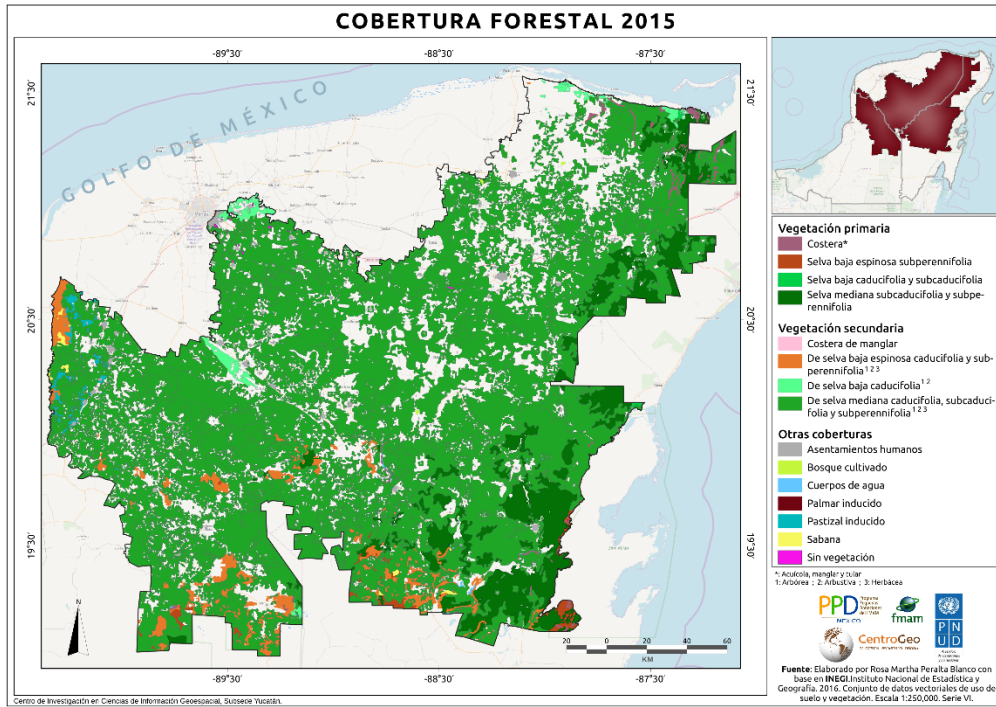 COBERTURA FORESTAL 2015
-89°30'
-88°30'
-87°30'
21°30'
21°30'
GOLFO DE MÉXICO
20°30'
20°30'
19°30'
19°30'
N
20 0 20 40 60
KM
-89°30'
-88°30'
-87°30'
Centro de Investigación en Ciencias de Información Geoespacial, Subsede Yucatán.
Vegetación primaria
Costera*
Selva baja espinosa subperennifolia
Selva baja caducifolia y subcaducifolia
Selva mediana subcaducifolia y subpe-
rennifolia
Vegetación secundaria
Costera de manglar
De selva baja espinosa caducifolia y sub-
perennifolia 1 2 3
De selva baja caducifolia 1 2
De selva mediana caducifolia, subcaduci-
folia y subperennifolia 1 2 3
Otras coberturas
Asentamientos humanos
Bosque cultivado
Cuerpos de agua
Palmar inducido
Pastizal inducido
Sabana
Sin vegetación
*: Acuícola, manglar y tular
1: Arbórea ; 2: Arbustiva ; 3: Herbácea
PPD
MÉXICO
fmam
P N
U D
CentroGeo
Fuente: Elaborado por Rosa Martha Peralta Blanco con
base en INEGI.Instituto Nacional de Estadística y
Geografía. 2016. Conjunto de datos vectoriales de uso de
suelo y vegetación. Escala 1:250,000. Serie VI.